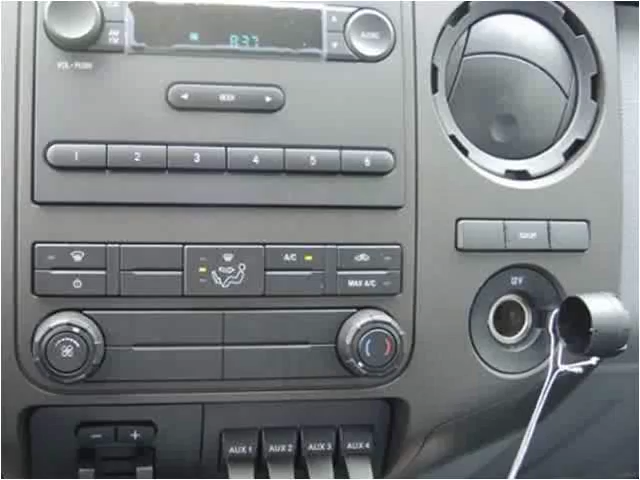 8:37
AUDIO
VOL - PUSH
SEEK
1 2 3 4 5 6
A/C
MAX A/C
12V
- +
AUX 1 AUX 2 AUX 3 AUX 4